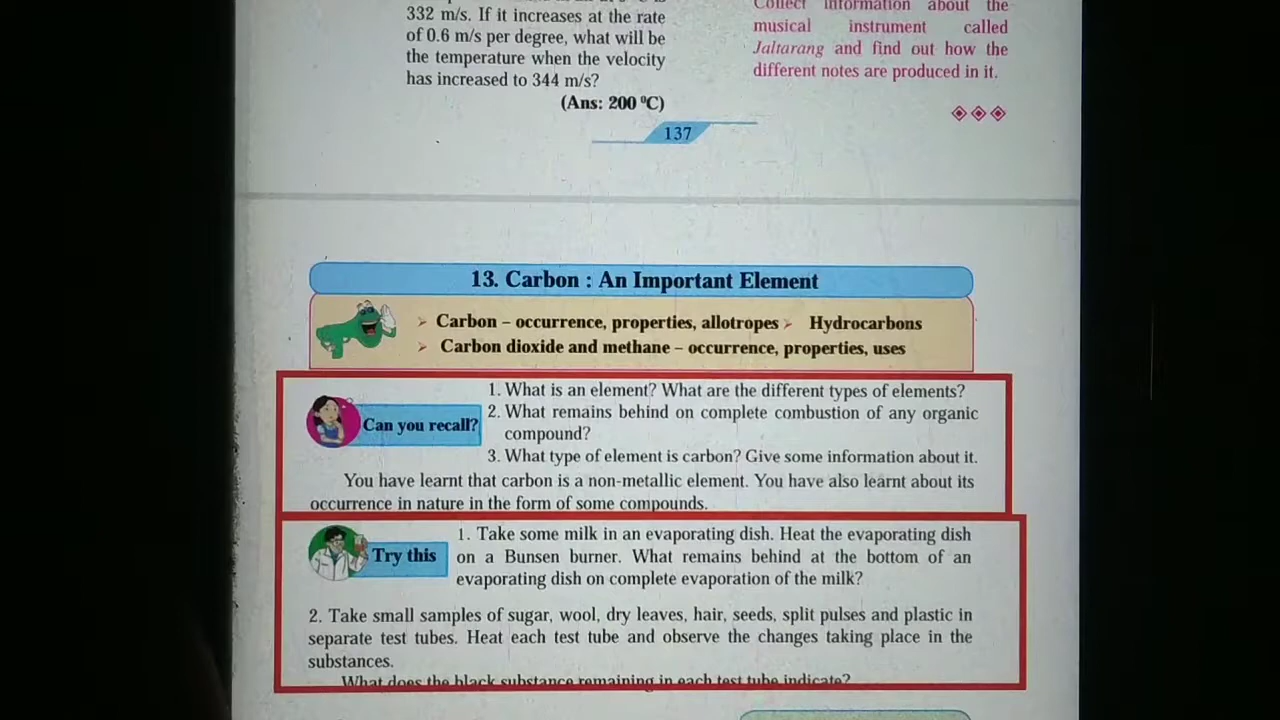 332 m/s. If it increases at the rate
of 0.6 m/s per degree, what will be
the temperature when the velocity
has increased to 344 m/s?
(Ans: 200 ⁰C)
Collect information about the
musical instrument called
Jaltarang and find out how the
different notes are produced in it.
137
13. Carbon : An Important Element
➢ Carbon – occurrence, properties, allotropes ➢ Hydrocarbons
➢ Carbon dioxide and methane – occurrence, properties, uses
Can you recall?
1. What is an element? What are the different types of elements?
2. What remains behind on complete combustion of any organic
compound?
3. What type of element is carbon? Give some information about it.
You have learnt that carbon is a non-metallic element. You have also learnt about its
occurrence in nature in the form of some compounds.
Try this
1. Take some milk in an evaporating dish. Heat the evaporating dish
on a Bunsen burner. What remains behind at the bottom of an
evaporating dish on complete evaporation of the milk?
2. Take small samples of sugar, wool, dry leaves, hair, seeds, split pulses and plastic in
separate test tubes. Heat each test tube and observe the changes taking place in the
substances.
What does the black substance remaining in each test tube indicate?